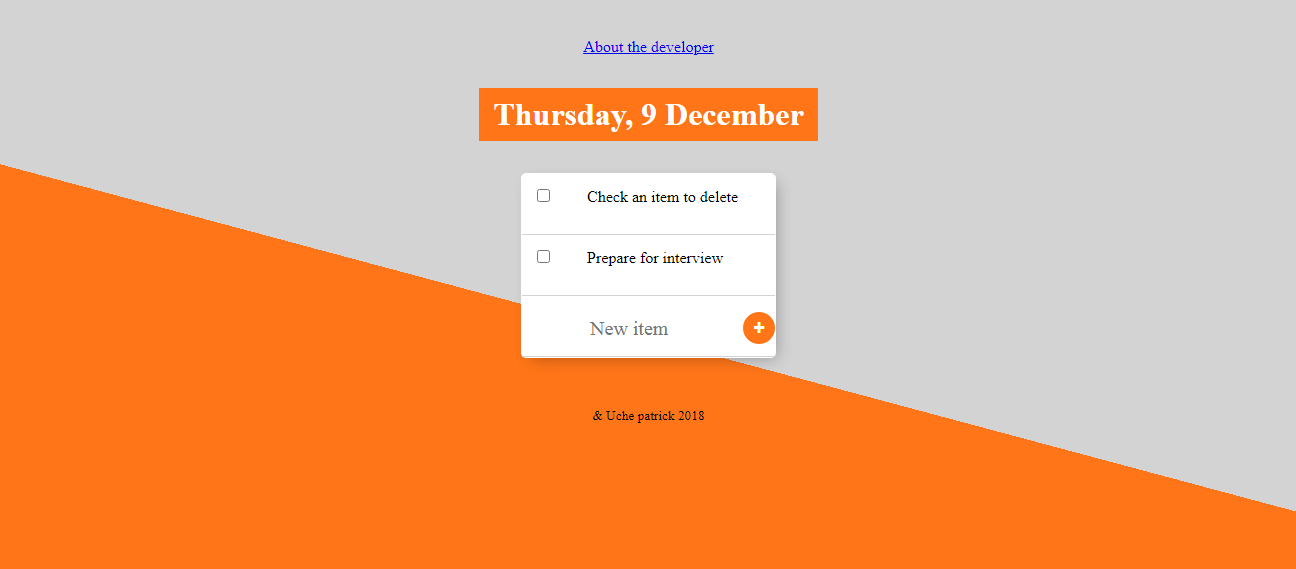 About the developer
Thursday, 9 December
Check an item to delete
Prepare for interview
New item
& Uche patrick 2018